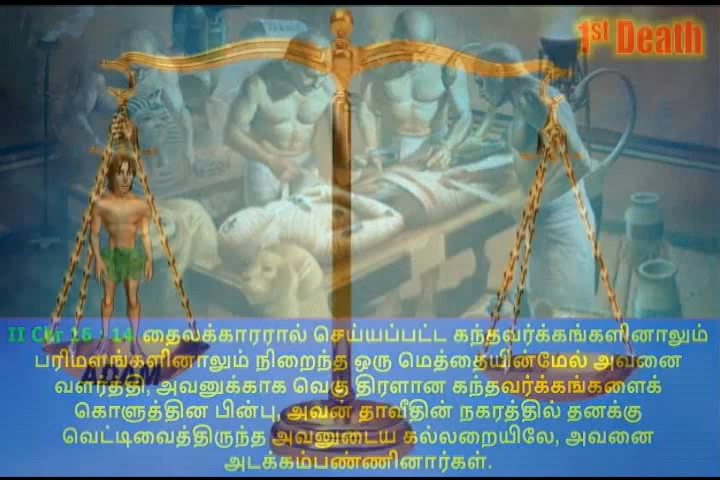 1st Death
II Chr 16 : 14 தைலக்காரரால் செய்யப்பட்ட கந்தவர்க்கங்களினாலும்
பரிமளங்களினாலும் நிறைந்த ஒரு மெத்தையின்மேல் அவனை
வளர்த்தி, அவனுக்காக வெகு திரளான கந்தவர்க்கங்களைக்
கொளுத்தின பின்பு, அவன் தாவீதின் நகரத்தில் தனக்கு
வெட்டிவைத்திருந்த அவனுடைய கல்லறையிலே, அவனை
அடக்கம்பண்ணினார்கள்.
ADAM